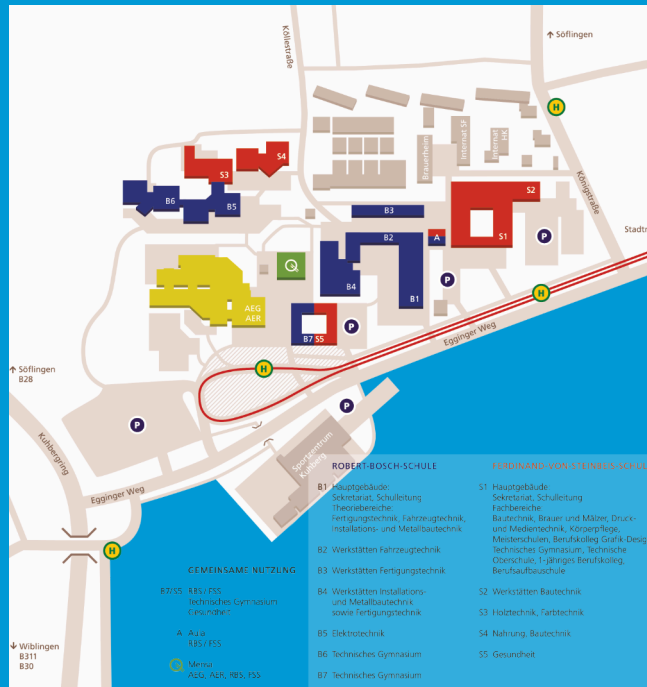 ↑ Söflingen
Köllestraße
H
S4
S3
Brauerheim
Internat SF
Internat
HK
Königstraße
B6
B5
S2
B3
B2
A
S1
P
Stadtm
B4
B1
P
H
AEG
AER
B7 S5
P
Egginger Weg
↑ Söflingen
B28
H
P
P
Kuhbergring
Sportzentrum
Kuhberg
Egginger Weg
H
↓ Wiblingen
B311
B30
GEMEINSAME NUTZUNG
B7/S5 RBS / FSS
Technisches Gymnasium
Gesundheit
A Aula
RBS / FSS
Mensa
AEG, AER, RBS, FSS
ROBERT-BOSCH-SCHULE
B1 Hauptgebäude:
Sekretariat, Schulleitung
Theoriebereiche:
Fertigungstechnik, Fahrzeugtechnik,
Installations- und Metallbautechnik
B2 Werkstätten Fahrzeugtechnik
B3 Werkstätten Fertigungstechnik
B4 Werkstätten Installations-
und Metallbautechnik
sowie Fertigungstechnik
B5 Elektrotechnik
B6 Technisches Gymnasium
B7 Technisches Gymnasium
FERDINAND-VON-STEINBEIS-SCHUL
S1 Hauptgebäude:
Sekretariat, Schulleitung
Fachbereiche:
Bautechnik, Brauer und Mälzer, Druck-
und Medientechnik, Körperpflege,
Meisterschulen, Berufskolleg Grafik-Desig
Technisches Gymnasium, Technische
Oberschule, 1-jähriges Berufskolleg,
Berufsaufbauschule
S2 Werkstätten Bautechnik
S3 Holztechnik, Farbtechnik
S4 Nahrung, Bautechnik
S5 Gesundheit